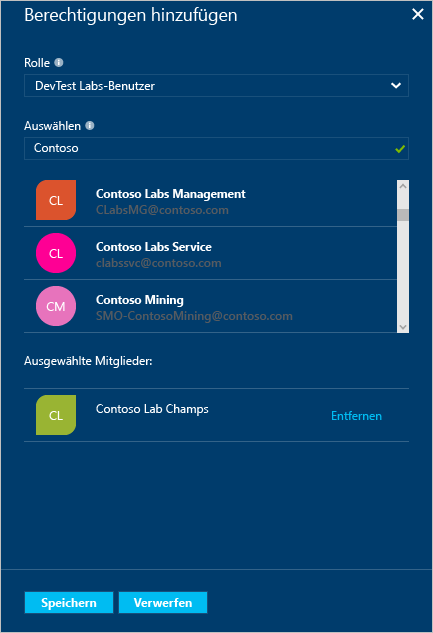 Berechtigungen hinzufügen
Rolle
DevTest Labs-Benutzer
Auswählen
Contoso
CL
Contoso Labs Management
CLabsMG@contoso.com
CL
Contoso Labs Service
clabssvc@contoso.com
CM
Contoso Mining
SMO-ContosoMining@contoso.com
Ausgewählte Mitglieder:
CL
Contoso Lab Champs
Entfernen
Speichern
Verwerfen